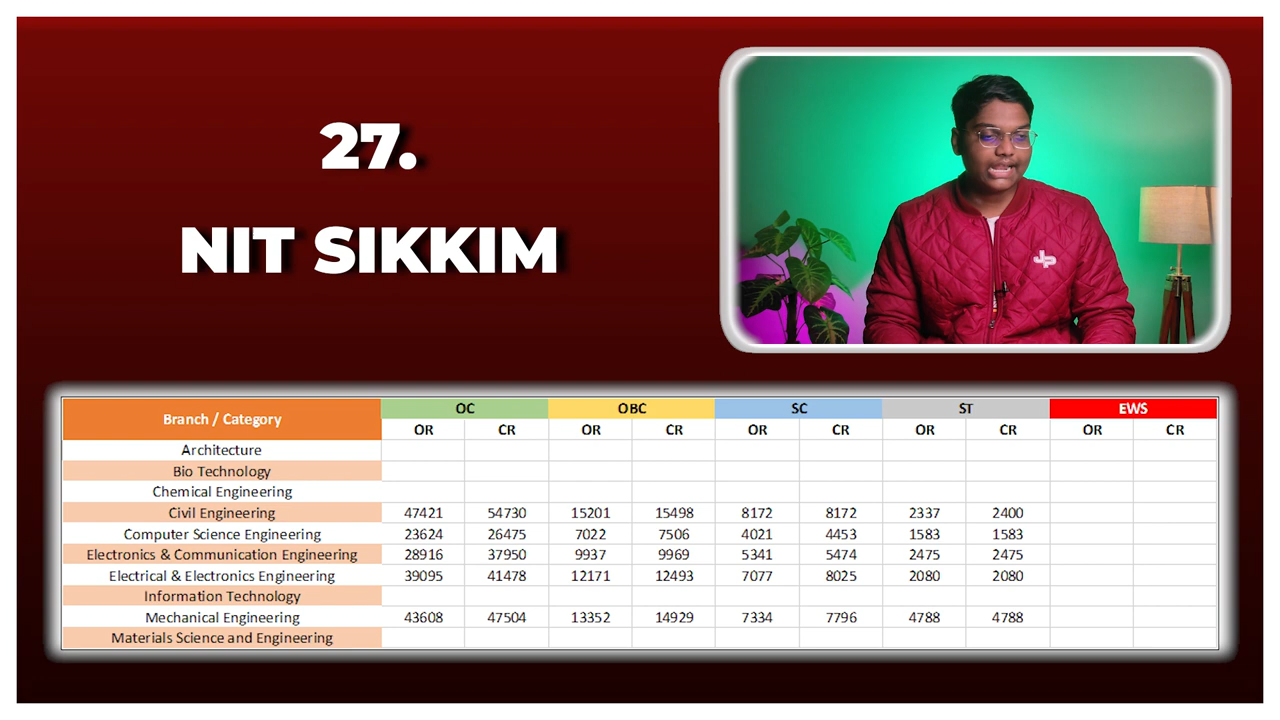 27.
NIT SIKKIM
JP
Branch / Category OC OBC SC ST EWS
OR CR OR CR OR CR OR CR OR CR
Architecture
Bio Technology
Chemical Engineering
Civil Engineering 47421 54730 15201 15498 8172 8172 2337 2400
Computer Science Engineering 23624 26475 7022 7506 4021 4453 1583 1583
Electronics & Communication Engineering 28916 37950 9937 9969 5341 5474 2475 2475
Electrical & Electronics Engineering 39095 41478 12171 12493 7077 8025 2080 2080
Information Technology
Mechanical Engineering 43608 47504 13352 14929 7334 7796 4788 4788
Materials Science and Engineering